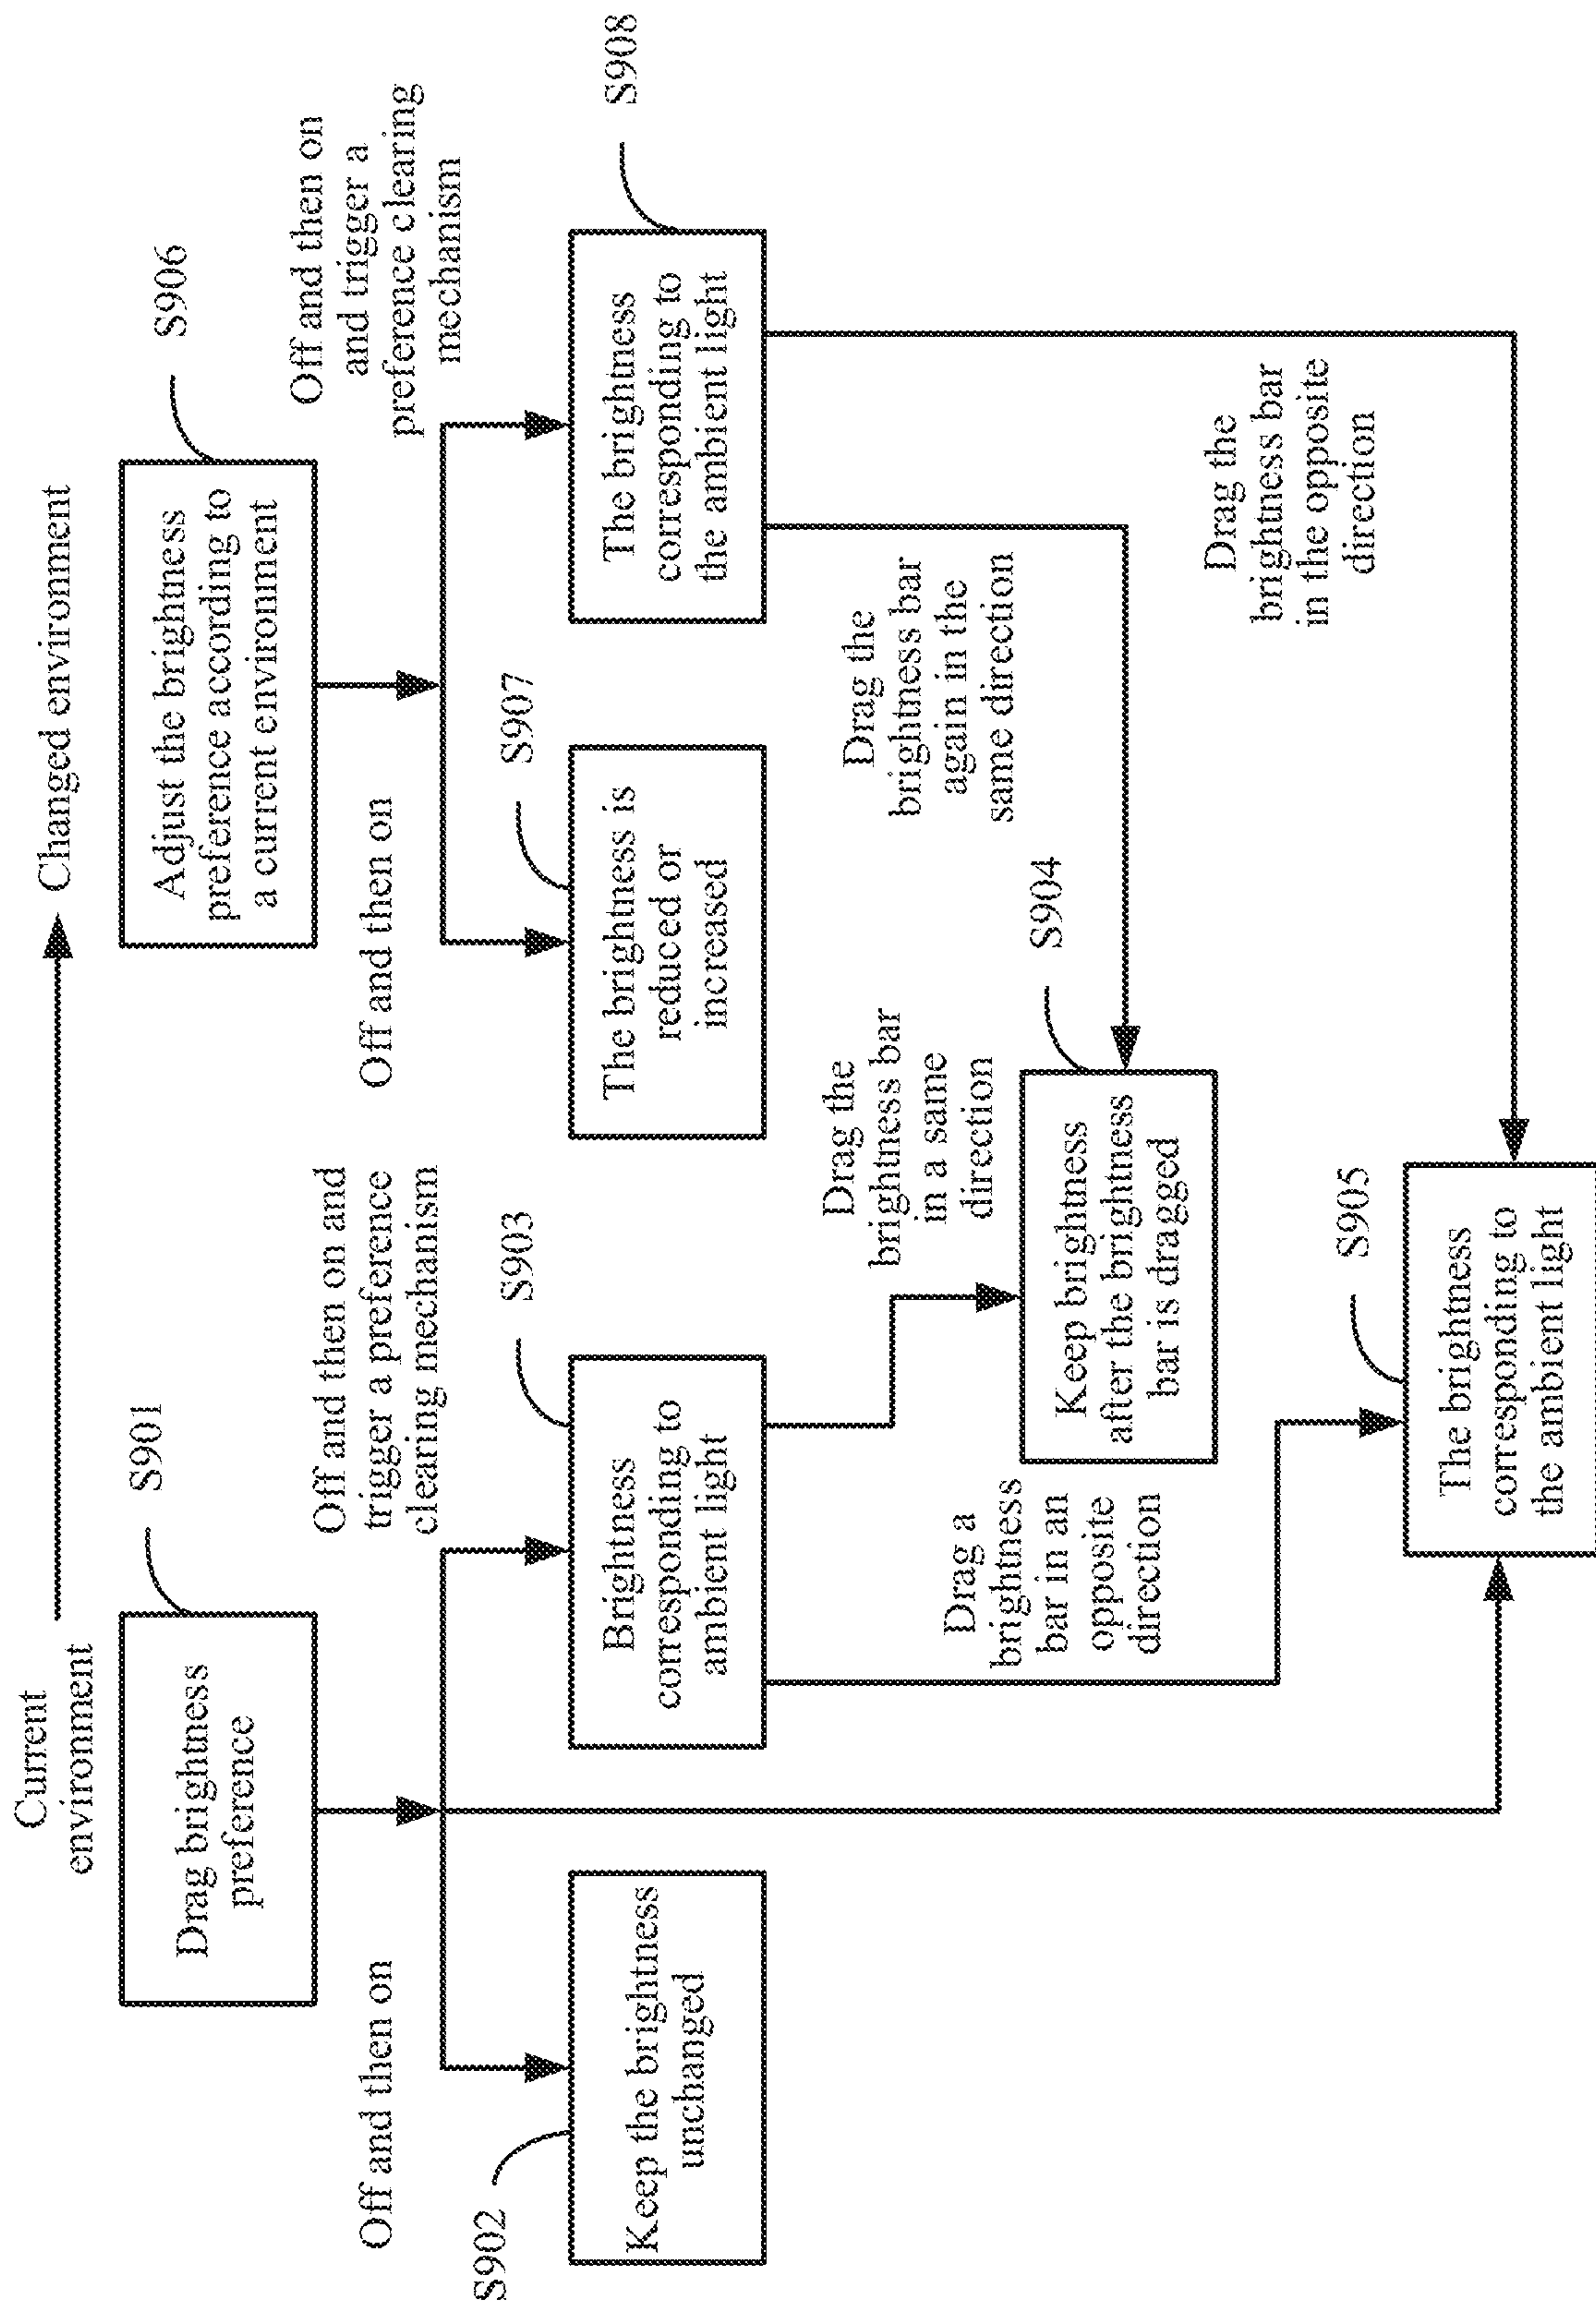 Current
environment
Changed environment
S901
Drag brightness
preference
S906
Adjust the brightness
preference according to
a current environment
Off and then on
Off and then on and
trigger a preference
clearing mechanism
Off and then on
Off and then on
and trigger a
preference clearing
mechanism
S902
Keep the brightness
unchanged
S903
Brightness
corresponding to
ambient light
S907
The brightness is
reduced or
increased
S908
The brightness
corresponding to
the ambient light
Drag a
brightness
bar in an
opposite
direction
Drag the
brightness bar
in a same
direction
Drag the
brightness bar
again in the
same direction
S904
Keep brightness
after the brightness
bar is dragged
Drag the
brightness bar
in the opposite
direction
S905
The brightness
corresponding to
the ambient light